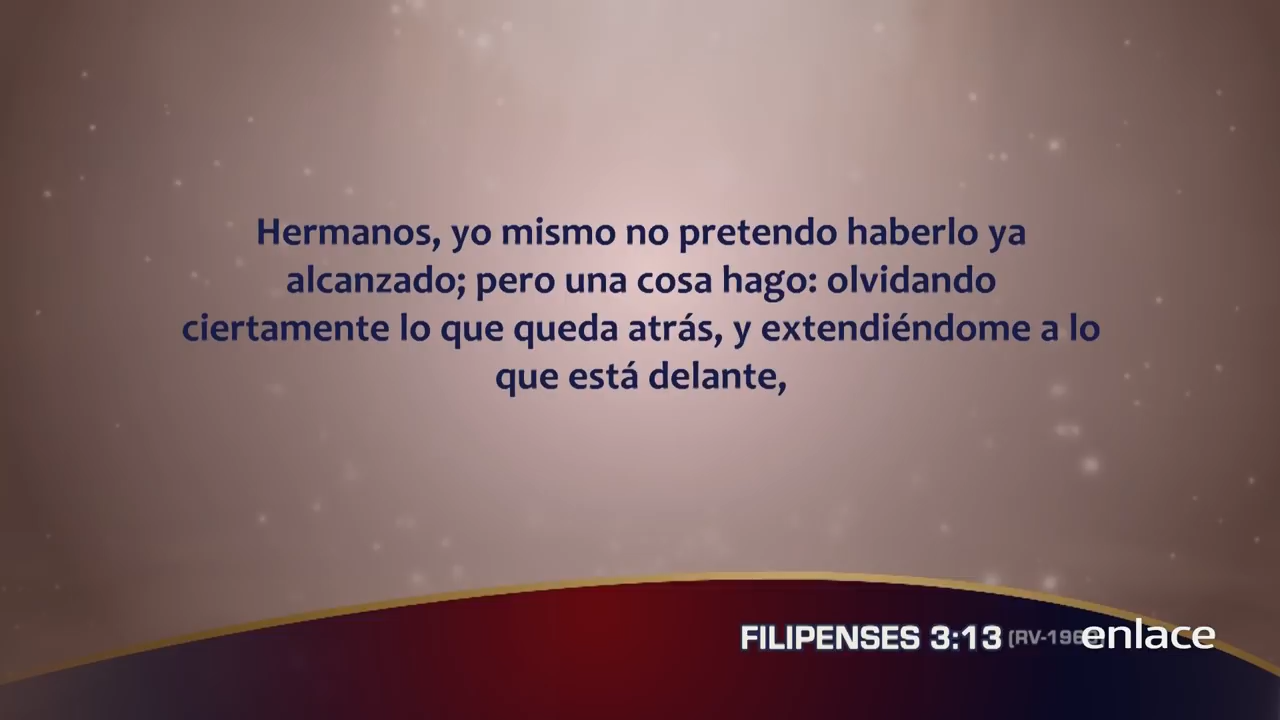 Hermanos, yo mismo no pretendo haberlo ya
alcanzado; pero una cosa hago: olvidando
ciertamente lo que queda atrás, y extendiéndome a lo
que está delante,
FILIPENSES 3:13 enlace